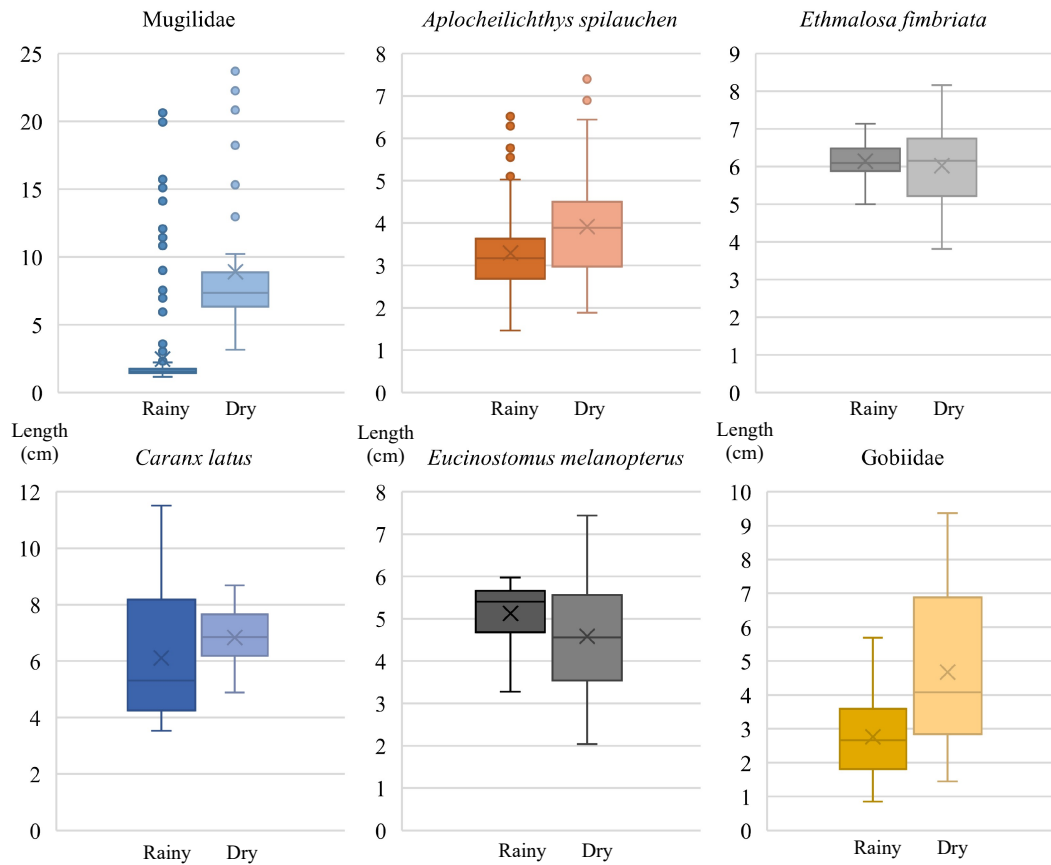 Mugilidae
25
20
15
10
5
0
Rainy Dry
Length
(cm)
Aplocheilichthys spilauchen
8
7
6
5
4
3
2
1
0
Rainy Dry
Length
(cm)
Ethmalosa fimbriata
9
8
7
6
5
4
3
2
1
0
Rainy Dry
Length
(cm)
Caranx latus
12
10
8
6
4
2
0
Rainy Dry
Eucinostomus melanopterus
8
7
6
5
4
3
2
1
0
Rainy Dry
Gobiidae
10
9
8
7
6
5
4
3
2
1
0
Rainy Dry